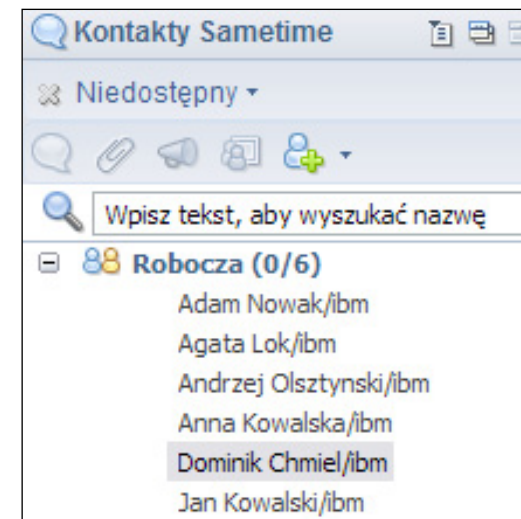 Kontakty Sametime
Niedostępny
Wpisz tekst, aby wyszukać nazwę
Robocza (0/6)
Adam Nowak/ibm
Agata Lok/ibm
Andrzej Olsztynski/ibm
Anna Kowalska/ibm
Dominik Chmiel/ibm
Jan Kowalski/ibm